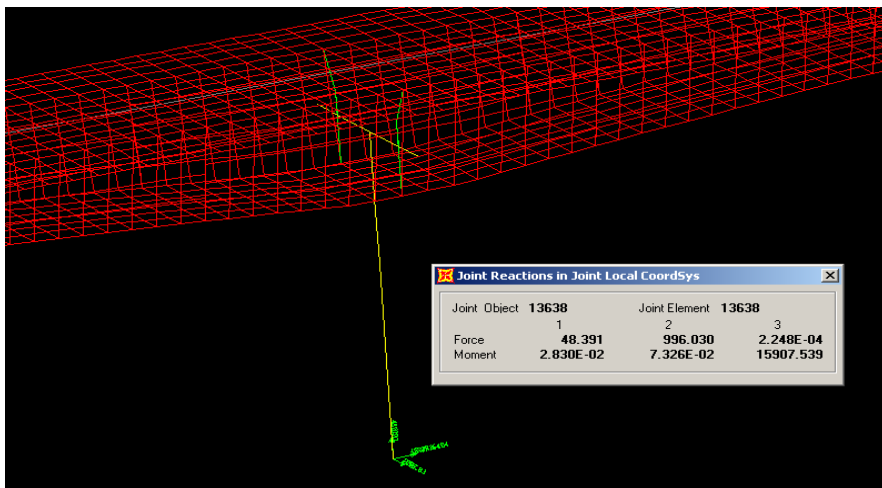 Joint Reactions in Joint Local CoordSys
Joint Object 13638 Joint Element 13638
1 2 3
Force 48.391 996.030 2.248E-04
Moment 2.830E-02 7.326E-02 15907.539